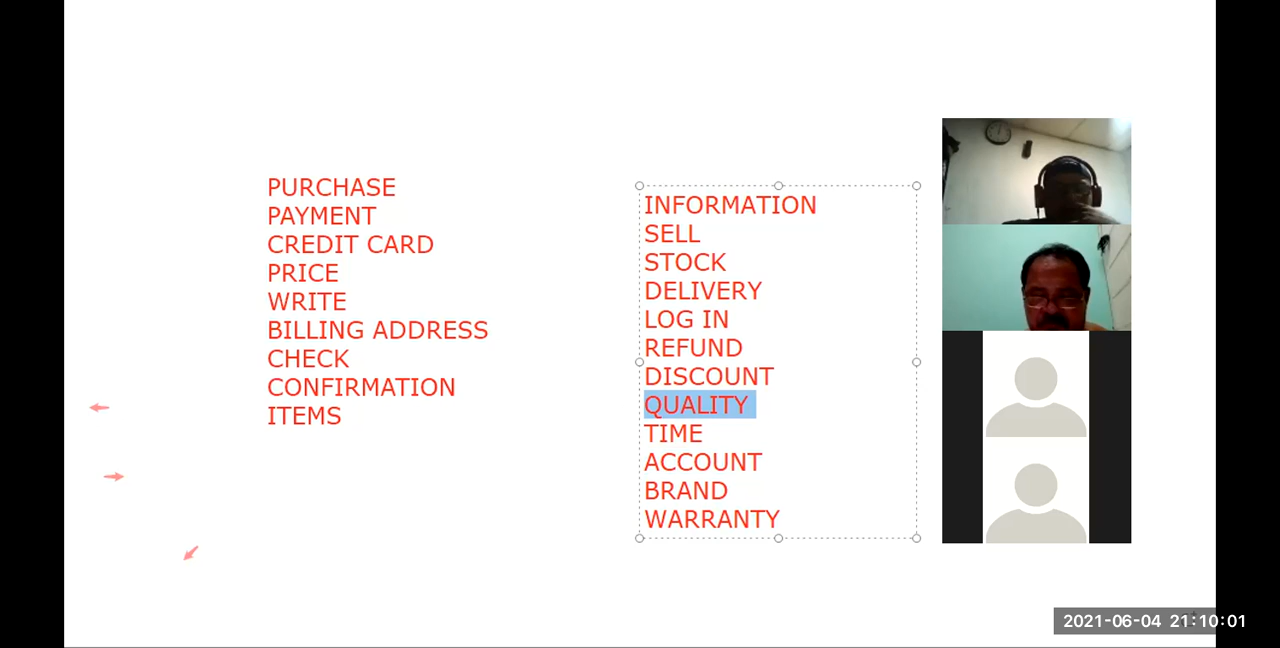 PURCHASE
PAYMENT
CREDIT CARD
PRICE
WRITE
BILLING ADDRESS
CHECK
CONFIRMATION
ITEMS
INFORMATION
SELL
STOCK
DELIVERY
LOG IN
REFUND
DISCOUNT
QUALITY
TIME
ACCOUNT
BRAND
WARRANTY
2021-06-04 21:10:01